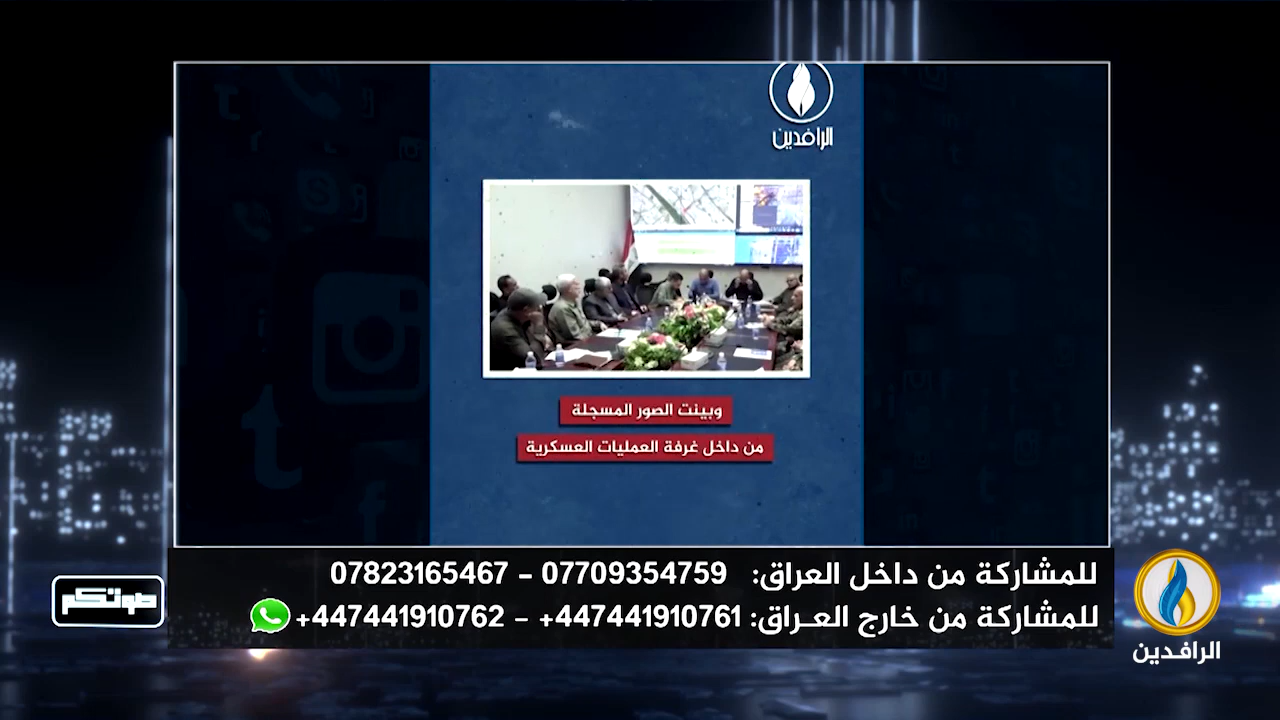 الرافدين
وبينت الصور المسجلة
من داخل غرفة العمليات العسكرية
للمشاركة من داخل العراق: 07709354759 - 07823165467
للمشاركة من خارج العـراق: 447441910761+ - 447441910762+
صوتكم
الرافدين